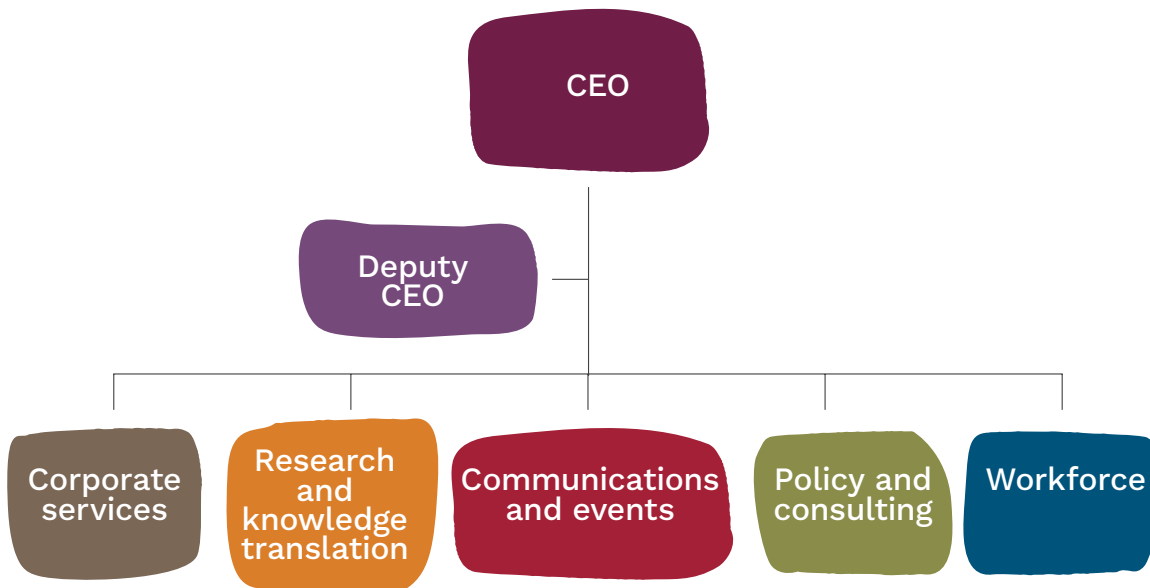 CEO
Deputy
CEO
Corporate
services
Research
and
knowledge
translation
Communications
and events
Policy and
consulting
Workforce